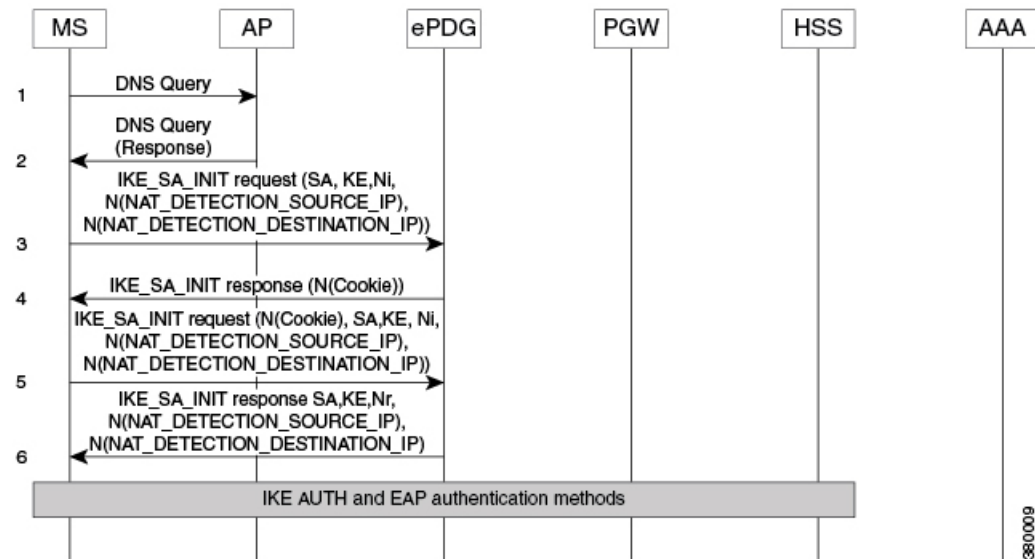 MS
AP
ePDG
PGW
HSS
AAA
1
DNS Query
2
DNS Query
(Response)
IKE_SA_INIT request (SA, KE,Ni,
N(NAT_DETECTION_SOURCE_IP),
N(NAT_DETECTION_DESTINATION_IP))
3
4
IKE_SA_INIT response (N(Cookie))
IKE_SA_INIT request (N(Cookie), SA,KE, Ni,
N(NAT_DETECTION_SOURCE_IP),
N(NAT_DETECTION_DESTINATION_IP))
5
IKE_SA_INIT response SA,KE,Nr,
N(NAT_DETECTION_SOURCE_IP),
N(NAT_DETECTION_DESTINATION_IP)
6
IKE AUTH and EAP authentication methods
380009